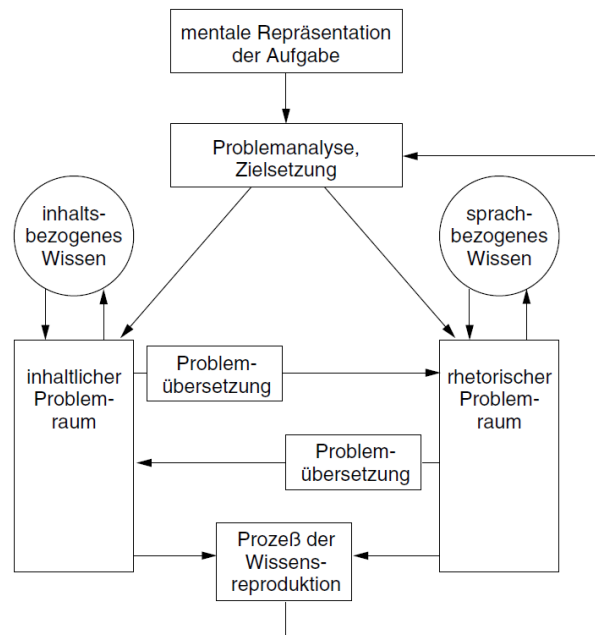 mentale Repräsentation
der Aufgabe
Problemanalyse,
Zielsetzung
inhalts-
bezogenes
Wissen
sprach-
bezogenes
Wissen
inhaltlicher
Problem-
raum
Problem-
übersetzung
rhetorischer
Problem-
raum
Problem-
übersetzung
Prozeß der
Wissens-
reproduktion